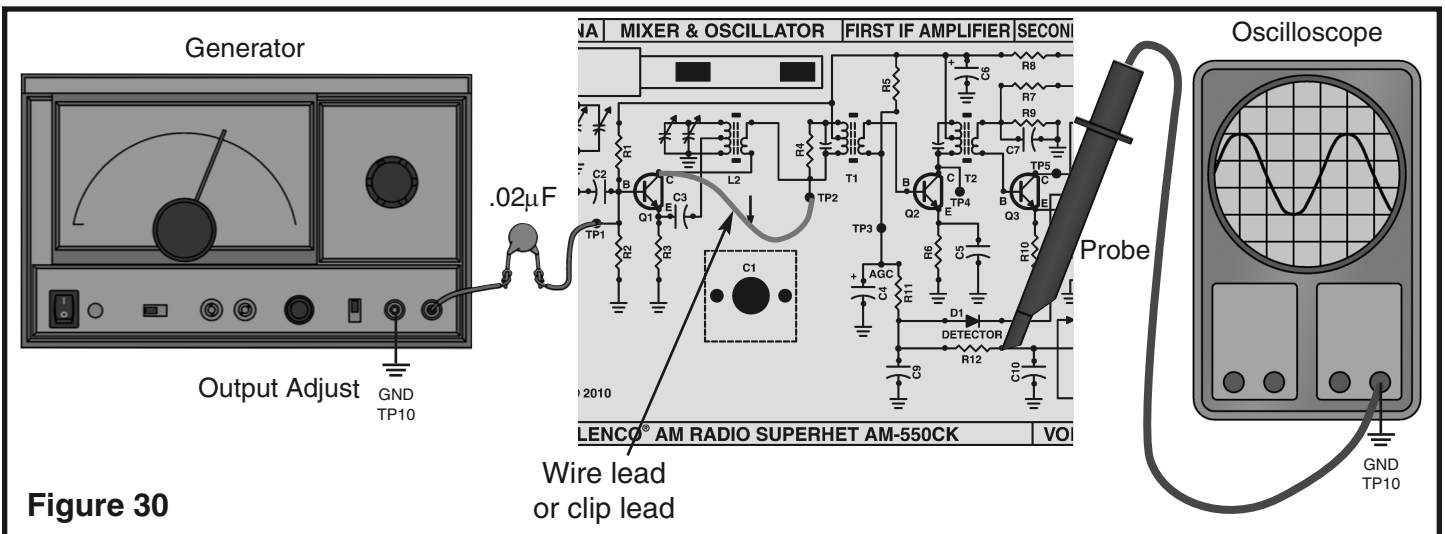 Generator
.02µF
Output Adjust
GND
TP10
NA
MIXER & OSCILLATOR
FIRST IF AMPLIFIER
SECON
R5
C6
R8
R7
R9
C7
R1
L2
R4
T1
T2
TP5
C2
B
C
C3
Q1
E
TP2
B
C
Q2
E
TP4
B
C
Q3
E
TP1
R2
R3
TP3
R6
C5
R10
C1
AGC
C4
R11
D1
DETECTOR
R12
C9
C10
2010
LENCO® AM RADIO SUPERHET AM-550CK
VOL
Wire lead
or clip lead
Probe
Oscilloscope
GND
TP10
Figure 30